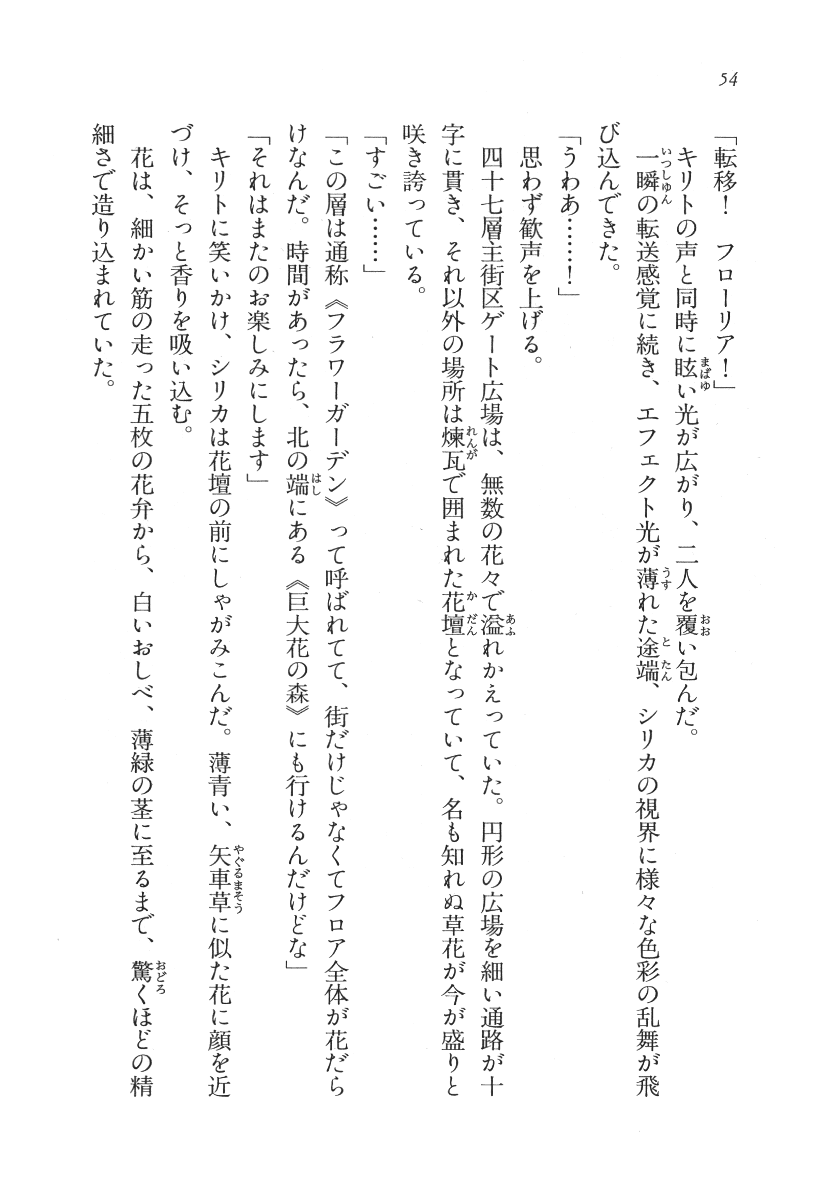 54
「転移！　フローリア！」
キリトの声と同時に眩い光が広がり、二人を覆い包んだ。
一瞬の転送感覚に続き、エフェクト光が薄れた途端、シリカの視界に様々な色彩の乱舞が飛
び込んできた。
「うわあ……！」
思わず歓声を上げる。
四十七層主街区ゲート広場は、無数の花々で溢れかえっていた。円形の広場を細い通路が十
字に貫き、それ以外の場所は煉瓦で囲まれた花壇となっていて、名も知れぬ草花が今が盛りと
咲き誇っている。
「すごい……」
「この層は通称《フラワーガーデン》って呼ばれてて、街だけじゃなくてフロア全体が花だら
けなんだ。時間があったら、北の端にある《巨大花の森》にも行けるんだけどな」
「それはまたのお楽しみにします」
キリトに笑いかけ、シリカは花壇の前にしゃがみこんだ。薄青い、矢車草に似た花に顔を近
づけ、そっと香りを吸い込む。
花は、細かい筋の走った五枚の花弁から、白いおしべ、薄緑の茎に至るまで、驚くほどの精
細さで造り込まれていた。